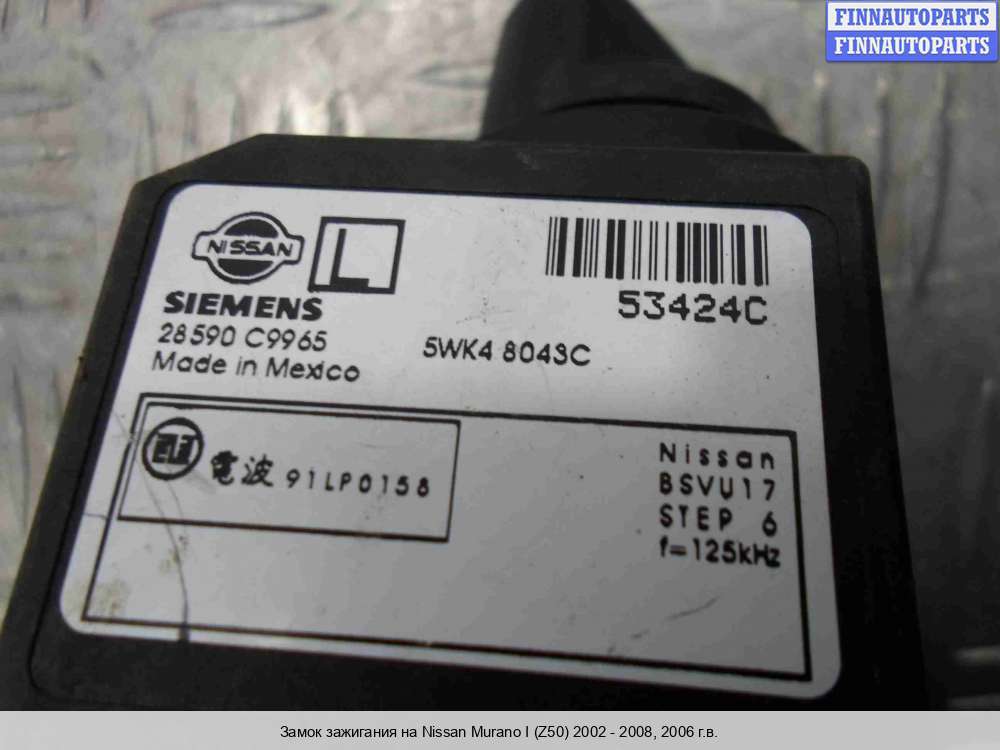 FINNAUTOPARTS
FINNAUTOPARTS
NISSAN
L
SIEMENS
53424C
28590 C9965
5WK4 8043C
Made in Mexico
電波 91LP0158
Nissan
BSVU17
STEP 6
f=125kHz
Замок зажигания на Nissan Murano I (Z50) 2002 - 2008, 2006 г.в.